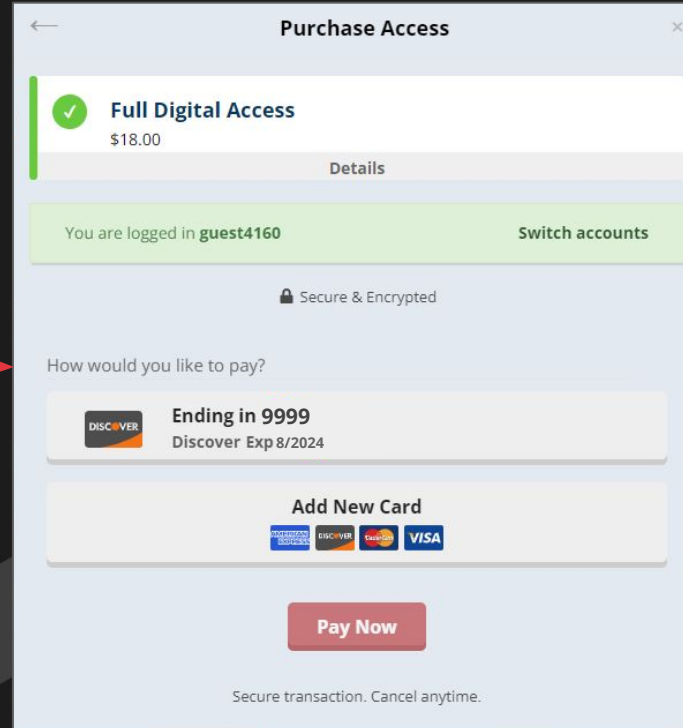 Purchase Access
Full Digital Access
$18.00
Details
You are logged in guest4160 Switch accounts
Secure & Encrypted
How would you like to pay?
DISCOVER
Ending in 9999
Discover Exp 8/2024
Add New Card
AMERICAN EXPRESS DISCOVER MasterCard VISA
Pay Now
Secure transaction. Cancel anytime.